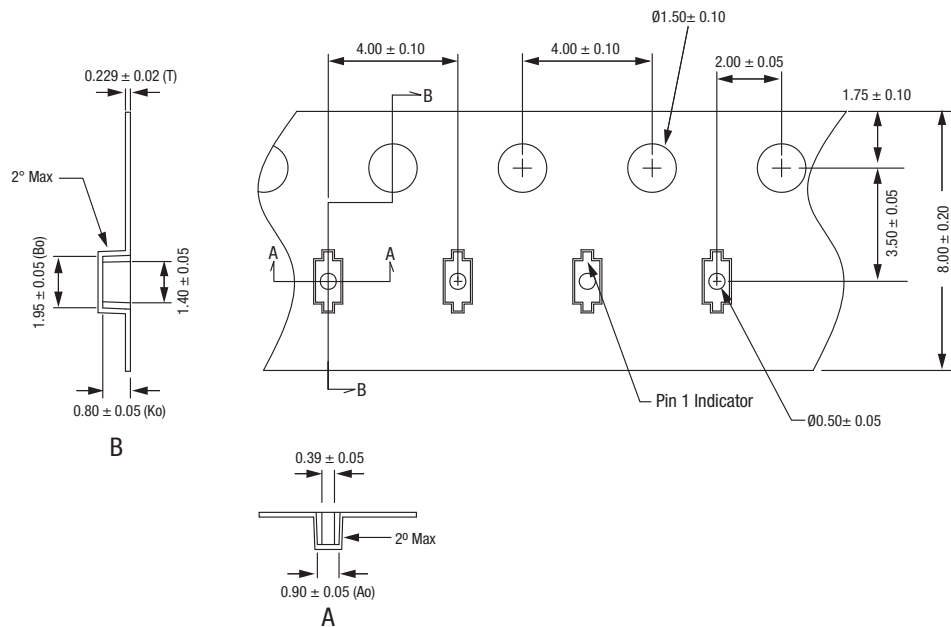 Ø1.50± 0.10
4.00 ± 0.10
4.00 ± 0.10
2.00 ± 0.05
0.229 ± 0.02 (T)
1.75 ± 0.10
B
2° Max
3.50 ± 0.05
8.00 ± 0.20
A
A
1.95 ± 0.05 (Bo)
1.40 ± 0.05
B
Pin 1 Indicator
0.80 ± 0.05 (Ko)
Ø0.50± 0.05
B
0.39 ± 0.05
2º Max
0.90 ± 0.05 (Ao)
A